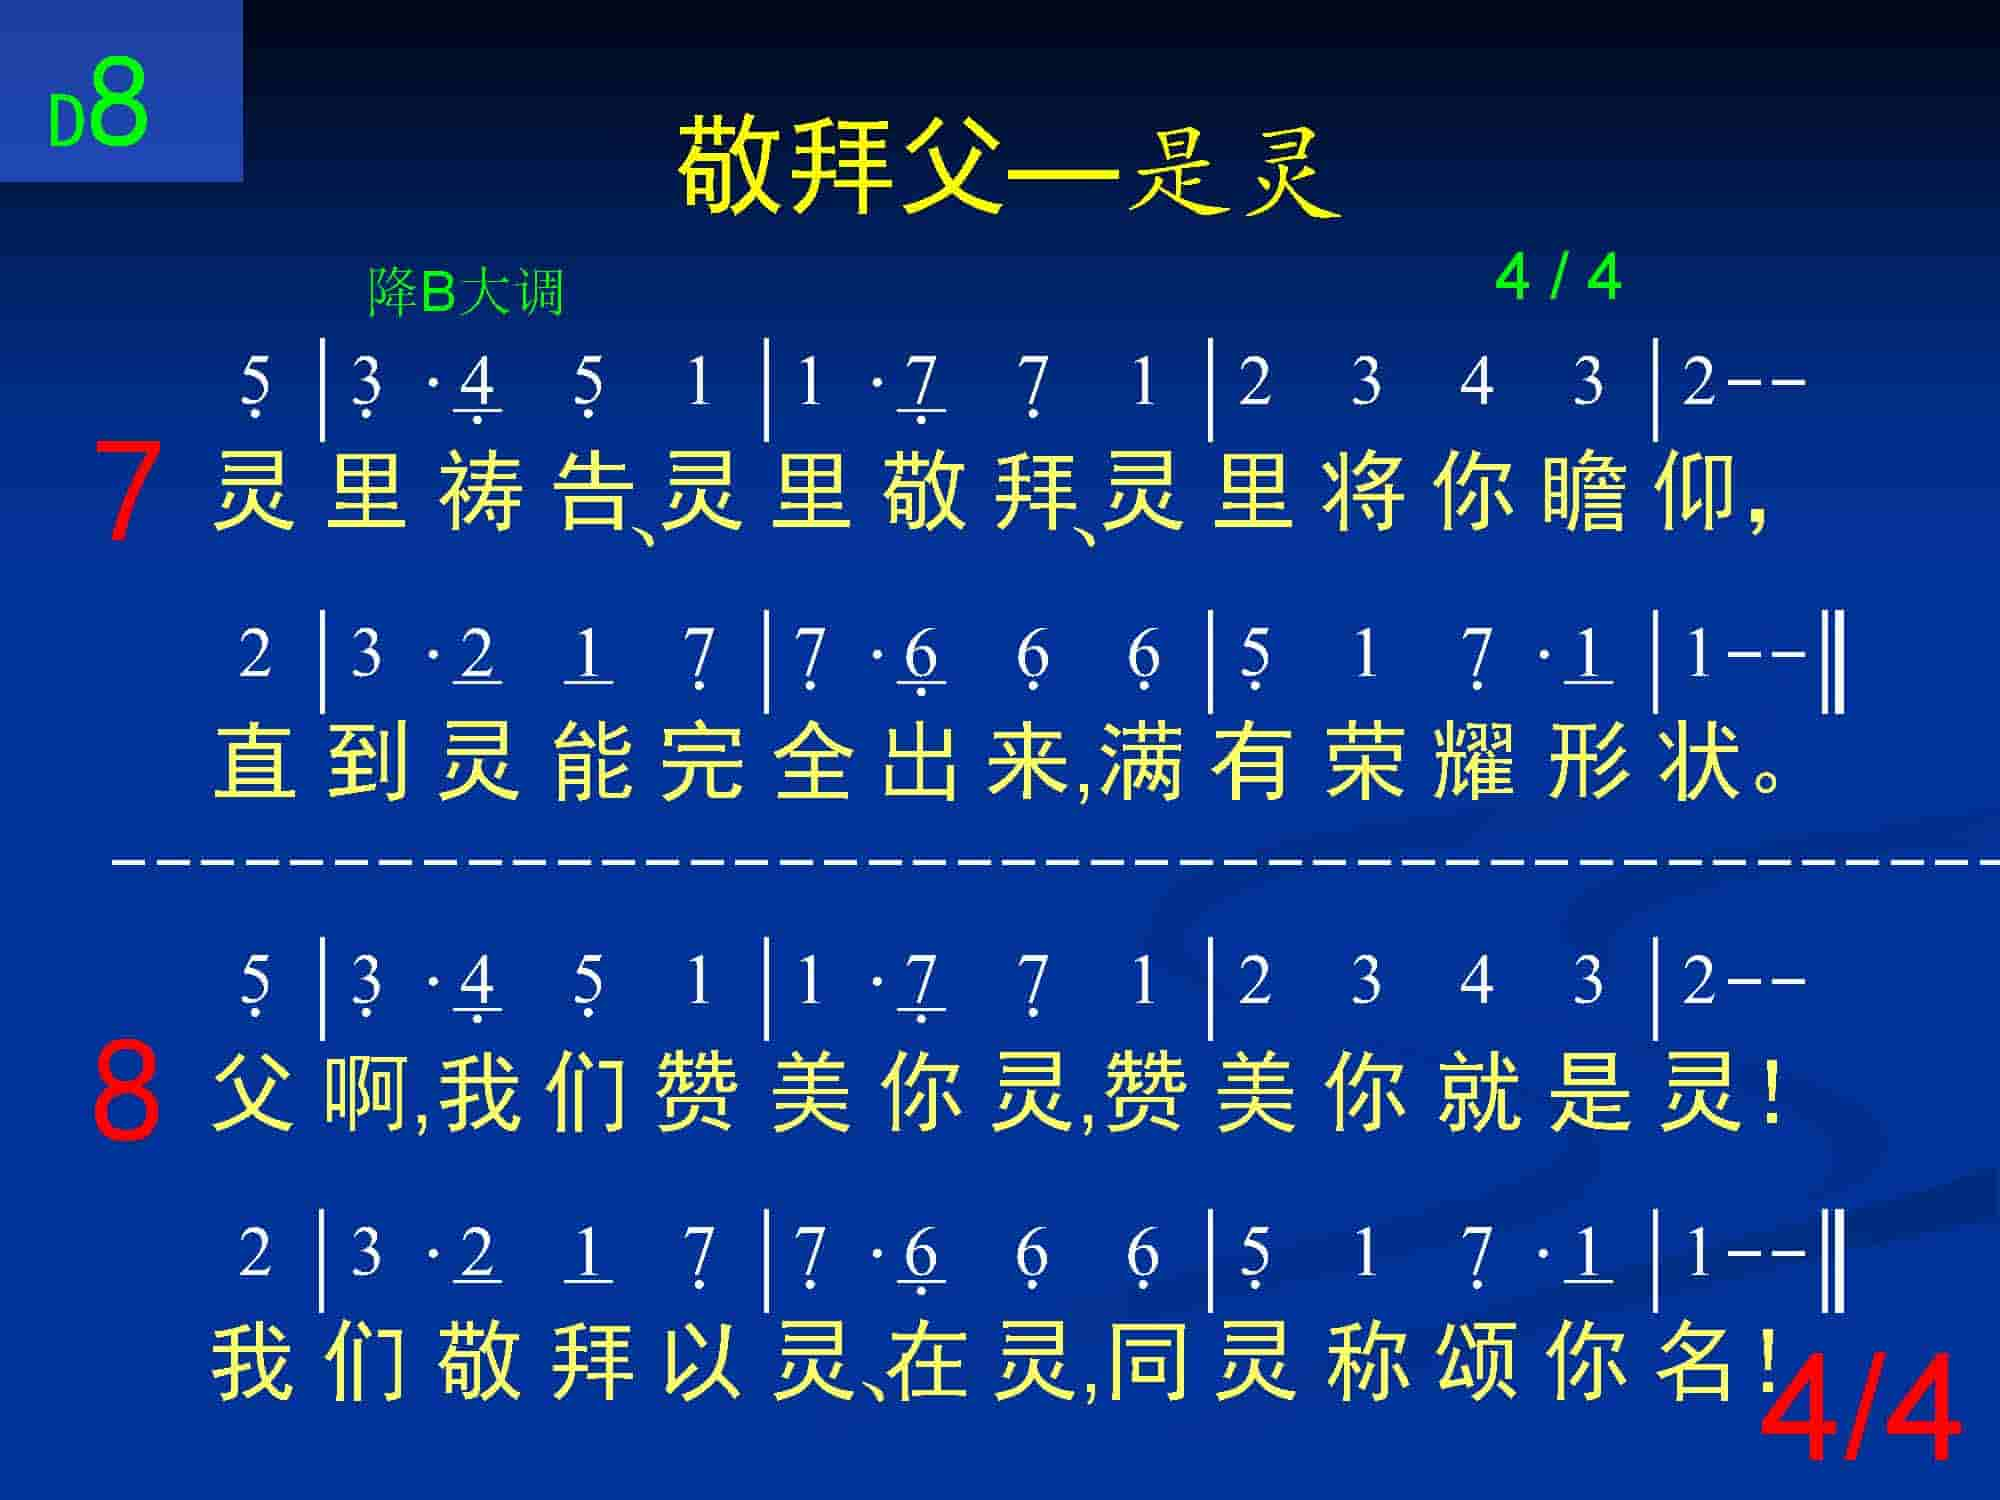 D8
敬拜父—是灵
降B大调 4 / 4
5 | 3 · 4 5 1 | 1 · 7 7 1 | 2 3 4 3 | 2--
7 灵里祷告、灵里敬拜、灵里将你瞻仰，
2 | 3 · 2 1 7 | 7 · 6 6 6 | 5 1 7 · 1 | 1--‖
直到灵能完全出来,满有荣耀形状。
5 | 3 · 4 5 1 | 1 · 7 7 1 | 2 3 4 3 | 2--
8 父啊,我们赞美你灵,赞美你就是灵！
2 | 3 · 2 1 7 | 7 · 6 6 6 | 5 1 7 · 1 | 1--‖
我们敬拜以灵、在灵,同灵称颂你名！
4/4